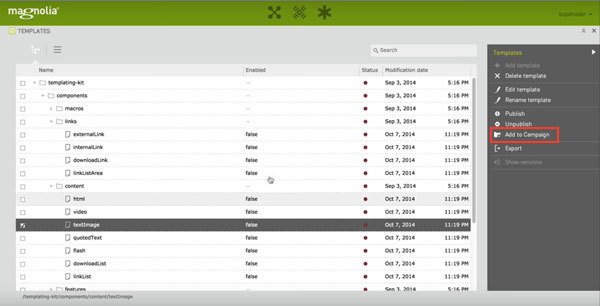 magnolia®
superuser
TEMPLATES
Search
Name Enabled Status Modification date
templating-kit — Sep 3, 2014 5:16 PM
components — Sep 3, 2014 5:16 PM
macros — Sep 3, 2014 5:16 PM
links — Sep 3, 2014 5:16 PM
externalLink false Oct 7, 2014 11:19 PM
internalLink false Oct 7, 2014 11:19 PM
downloadLink false Oct 7, 2014 11:19 PM
linkListArea false Oct 7, 2014 11:19 PM
content — Sep 3, 2014 5:16 PM
html false Oct 7, 2014 11:19 PM
video false Oct 7, 2014 11:19 PM
textImage false Oct 7, 2014 11:19 PM
quotedText false Oct 7, 2014 11:19 PM
flash false Oct 7, 2014 11:19 PM
downloadList false Oct 7, 2014 11:19 PM
linkList false Oct 7, 2014 11:19 PM
features — Sep 3, 2014 5:16 PM
/templating-kit/components/content/textImage
Templates
Add template
Delete template
Edit template
Rename template
Publish
Unpublish
Add to Campaign
Export
Show versions